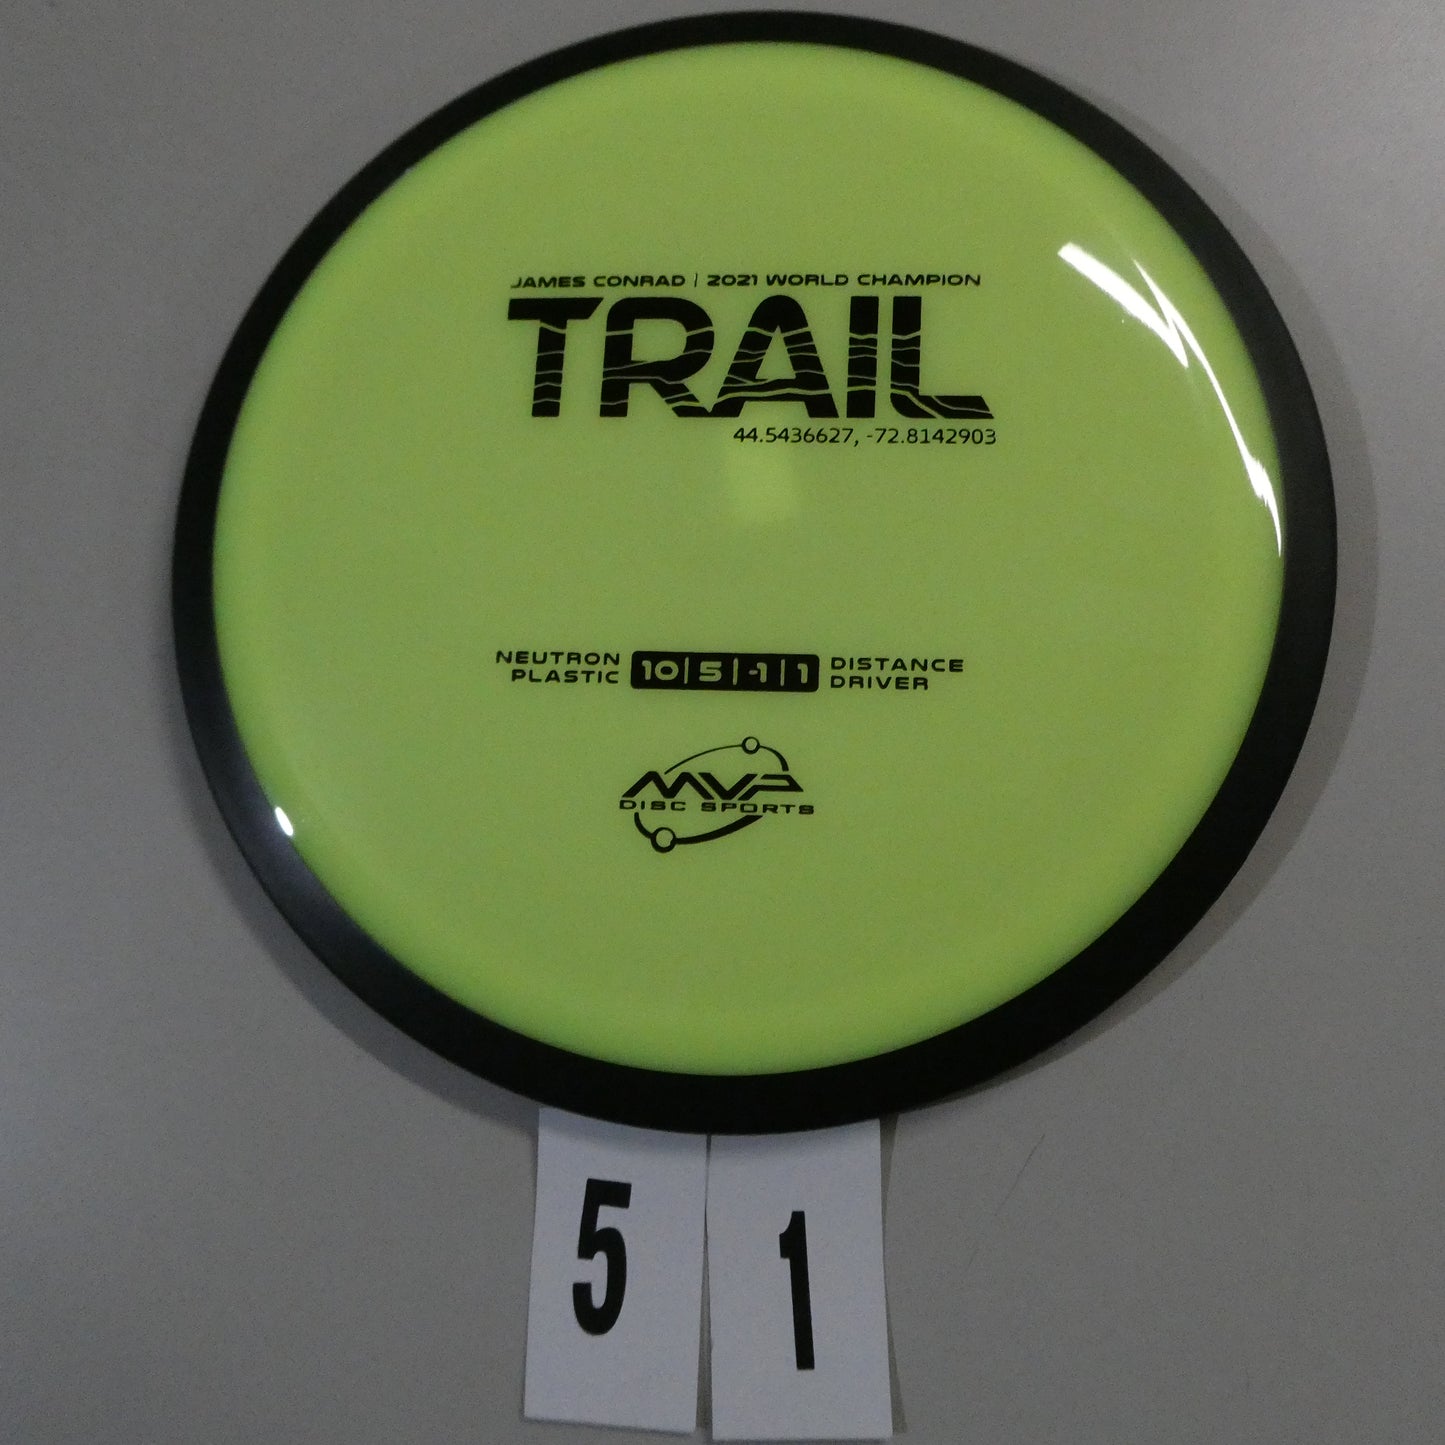 JAMES CONRAD | 2021 WORLD CHAMPION
TRAIL
44.5436627, -72.8142903
NEUTRON PLASTIC
10|5|-1|1
DISTANCE DRIVER
MVP
DISC SPORTS
5 1